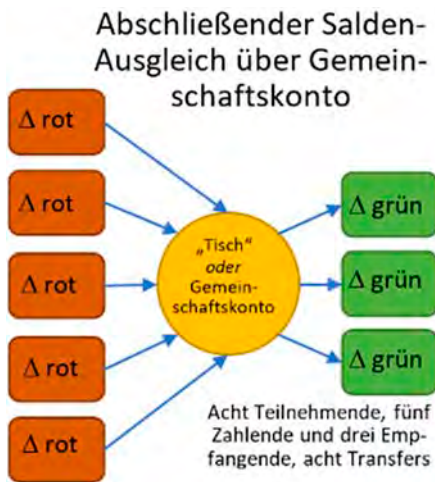 Abschließender Salden-
Ausgleich über Gemein-
schaftskonto
Δ rot
Δ rot
Δ rot
Δ rot
Δ rot
„Tisch“
oder
Gemein-
schaftskonto
Δ grün
Δ grün
Δ grün
Acht Teilnehmende, fünf
Zahlende und drei Emp-
fangende, acht Transfers